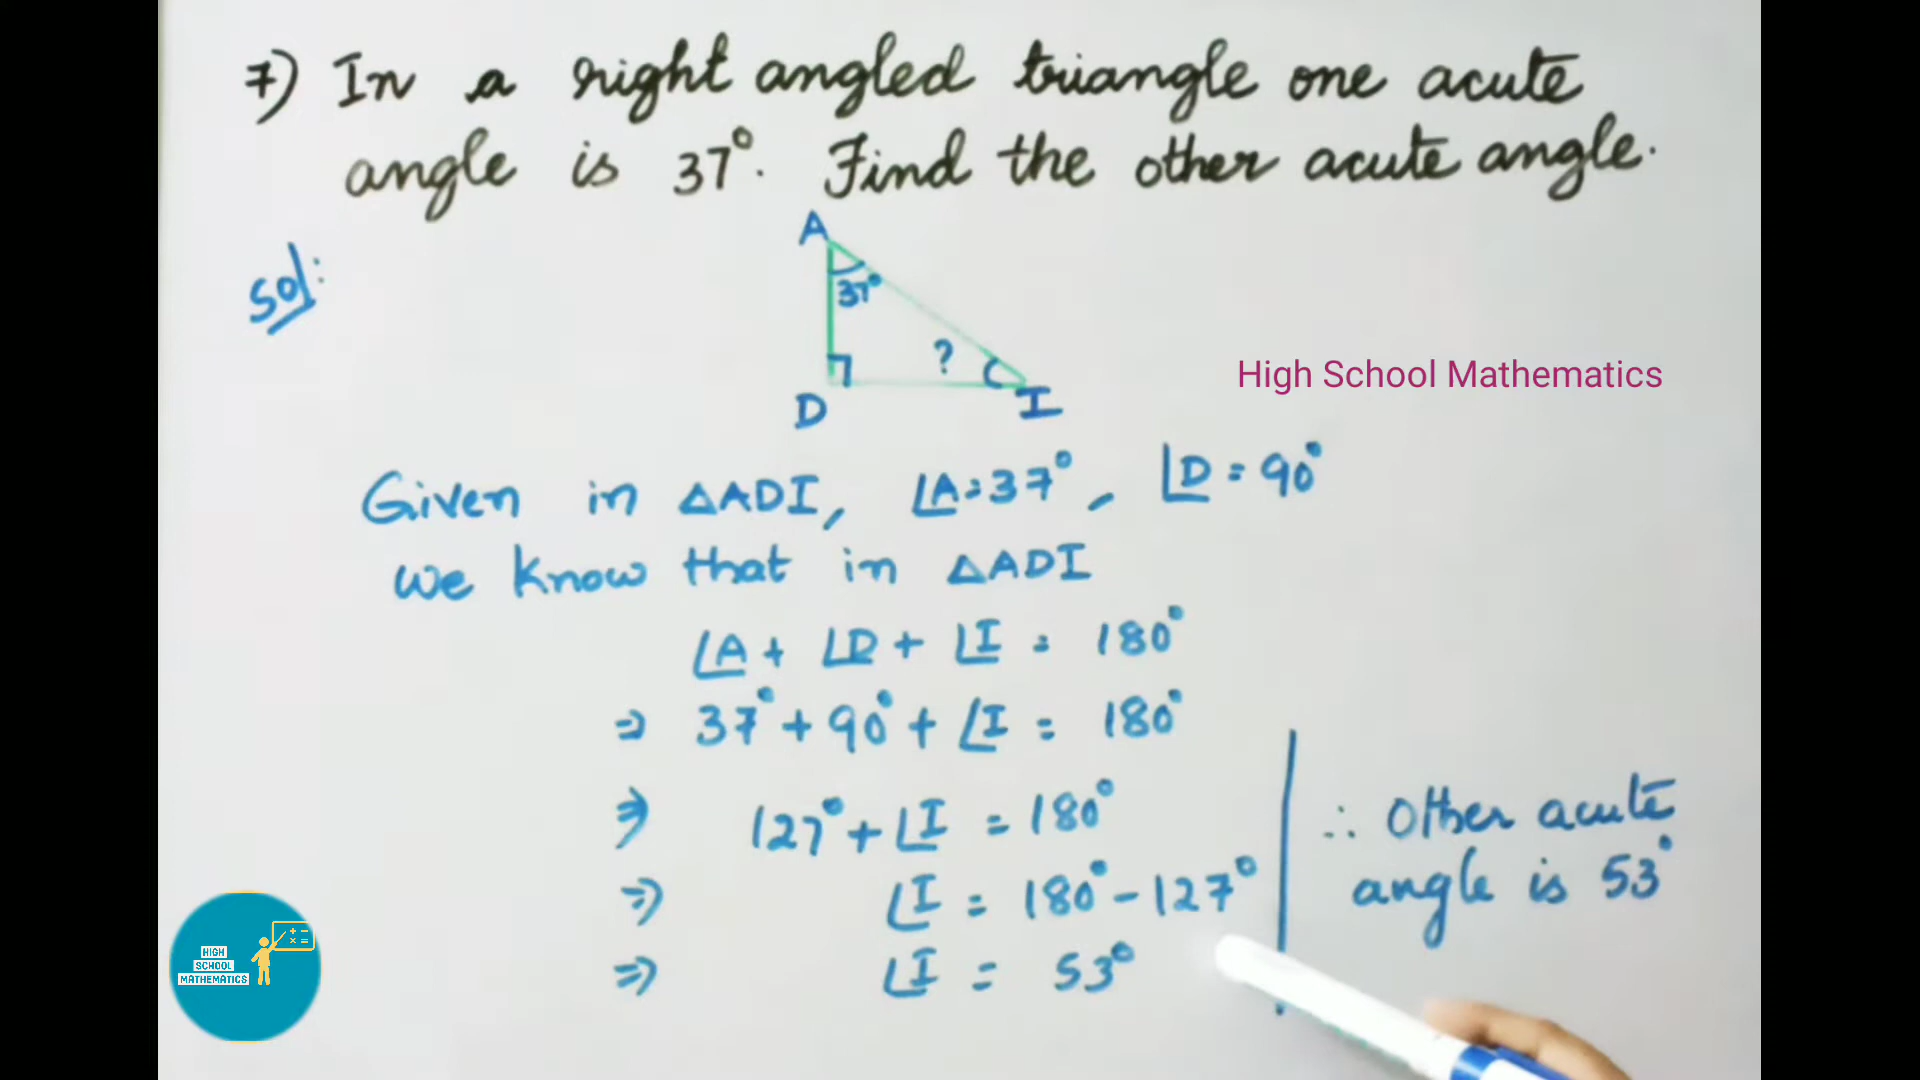 7) In a right angled triangle one acute
angle is 37°. Find the other acute angle.
Sol:
A
37°
?
D
I
High School Mathematics
Given in △ADI, ∠A = 37°, ∠D = 90°
we know that in △ADI
∠A + ∠D + ∠I = 180°
⇒ 37° + 90° + ∠I = 180°
⇒ 127° + ∠I = 180°
⇒ ∠I = 180° - 127°
⇒ ∠I = 53°
∴ Other acute
angle is 53°
HIGH
SCHOOL
MATHEMATICS